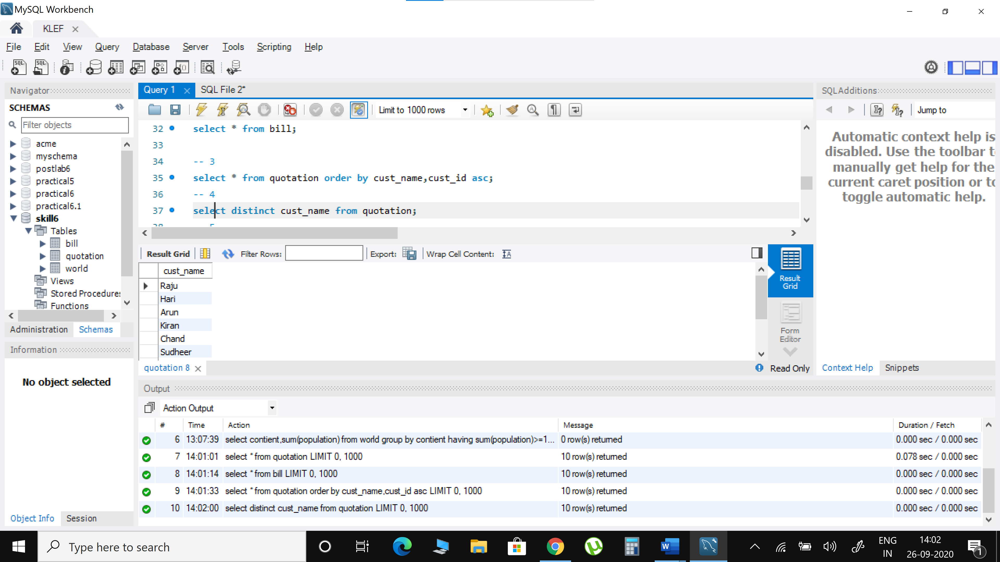 MySQL Workbench
KLEF
File Edit View Query Database Server Tools Scripting Help
Navigator
SCHEMAS
Filter objects
acme
myschema
postlab6
practical5
practical6
practical6.1
skill6
Tables
bill
quotation
world
Views
Stored Procedures
Functions
Administration Schemas
Information
No object selected
Object Info Session
Query 1 SQL File 2*
Limit to 1000 rows
32 select * from bill;
33
34 -- 3
35 select * from quotation order by cust_name,cust_id asc;
36 -- 4
37 select distinct cust_name from quotation;
Result Grid Filter Rows: Export: Wrap Cell Content:
cust_name
Raju
Hari
Arun
Kiran
Chand
Sudheer
Result
Grid
Form
Editor
quotation 8 Read Only
SQLAdditions
Jump to
Automatic context help is
disabled. Use the toolbar t
manually get help for the
current caret position or to
toggle automatic help.
Context Help Snippets
Output
Action Output
# Time Action Message Duration / Fetch
6 13:07:39 select contient,sum(population) from world group by contient having sum(population)>=1... 0 row(s) returned 0.000 sec / 0.000 sec
7 14:01:01 select * from quotation LIMIT 0, 1000 10 row(s) returned 0.078 sec / 0.000 sec
8 14:01:14 select * from bill LIMIT 0, 1000 10 row(s) returned 0.000 sec / 0.000 sec
9 14:01:33 select * from quotation order by cust_name,cust_id asc LIMIT 0, 1000 10 row(s) returned 0.000 sec / 0.000 sec
10 14:02:00 select distinct cust_name from quotation LIMIT 0, 1000 10 row(s) returned 0.000 sec / 0.000 sec
Type here to search
ENG
IN
14:02
26-09-2020
1